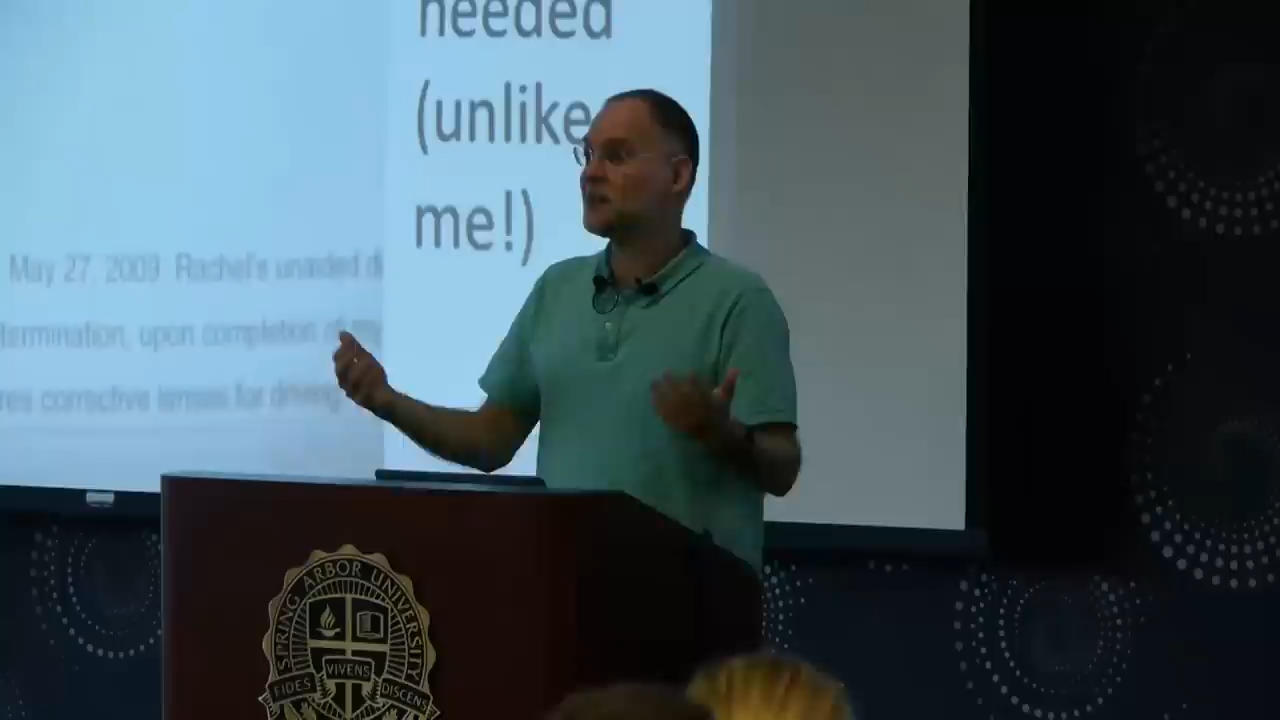 needed
(unlike
me!)
May 27, 2009 Rachel's unaided d
termination, upon completion of my
res corrective lenses for driving
SPRING ARBOR UNIVERSITY
VIVENS
FIDES DISCENS